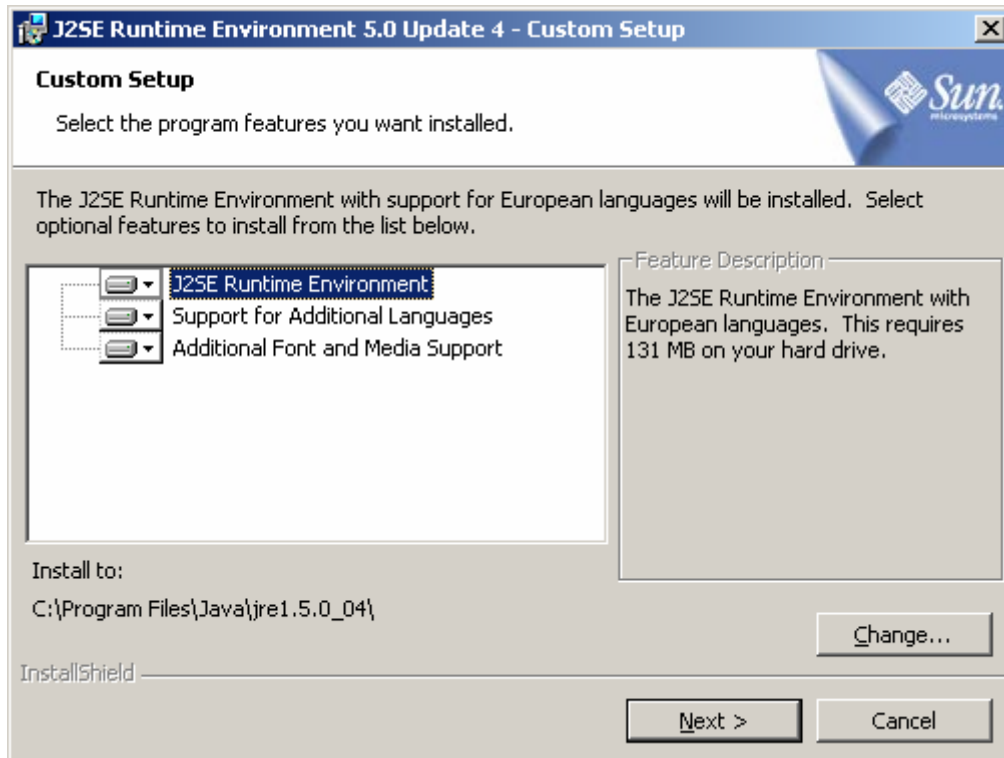 J2SE Runtime Environment 5.0 Update 4 - Custom Setup
Custom Setup
Select the program features you want installed.
Sun
microsystems
The J2SE Runtime Environment with support for European languages will be installed. Select
optional features to install from the list below.
J2SE Runtime Environment
Support for Additional Languages
Additional Font and Media Support
Feature Description
The J2SE Runtime Environment with
European languages. This requires
131 MB on your hard drive.
Install to:
C:\Program Files\Java\jre1.5.0_04\
Change...
InstallShield
Next >
Cancel